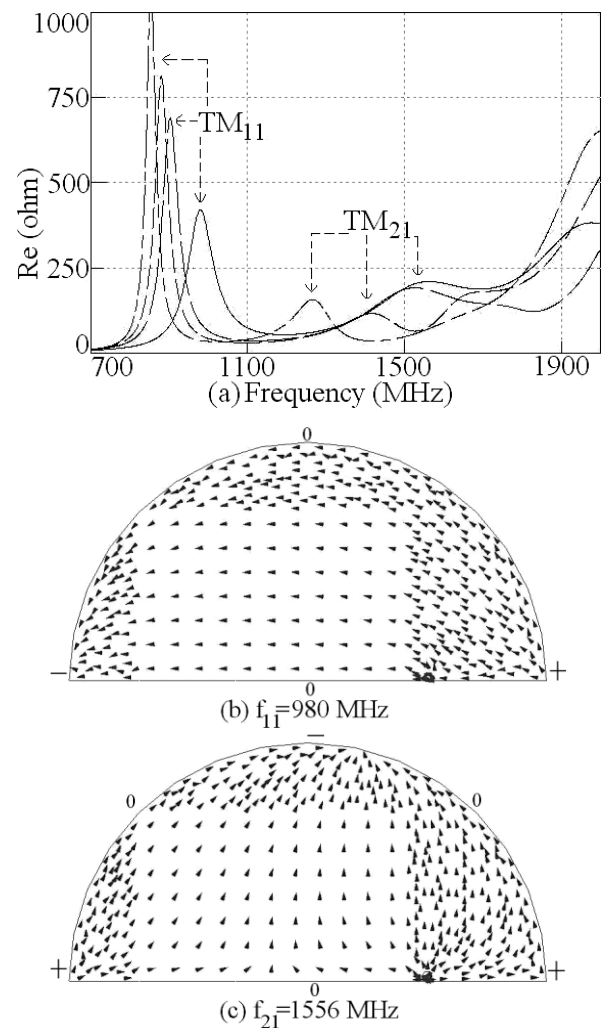 1000
750
500
250
0
Re (ohm)
TM11
TM21
700 1100 1500 1900
(a) Frequency (MHz)
0
− +
0
(b) f11=980 MHz
−
0 0
+ +
0
(c) f21=1556 MHz